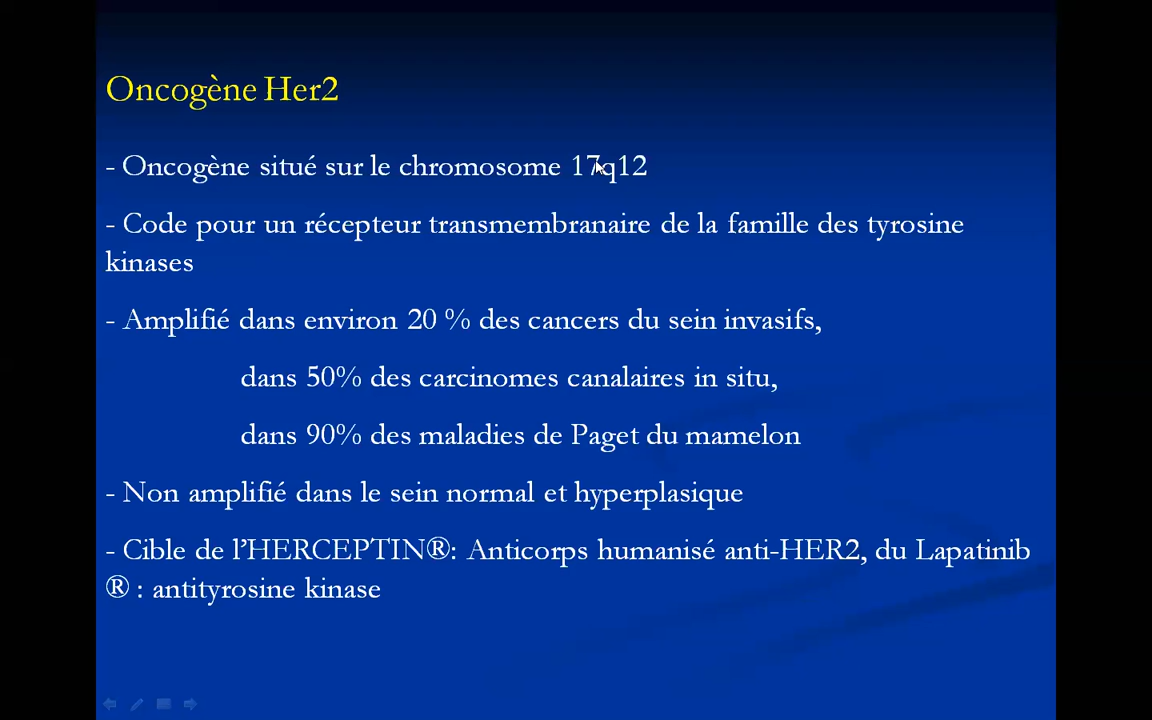 Oncogène Her2
- Oncogène situé sur le chromosome 17q12
- Code pour un récepteur transmembranaire de la famille des tyrosine
kinases
- Amplifié dans environ 20 % des cancers du sein invasifs,
dans 50% des carcinomes canalaires in situ,
dans 90% des maladies de Paget du mamelon
- Non amplifié dans le sein normal et hyperplasique
- Cible de l’HERCEPTIN®: Anticorps humanisé anti-HER2, du Lapatinib
® : antityrosine kinase